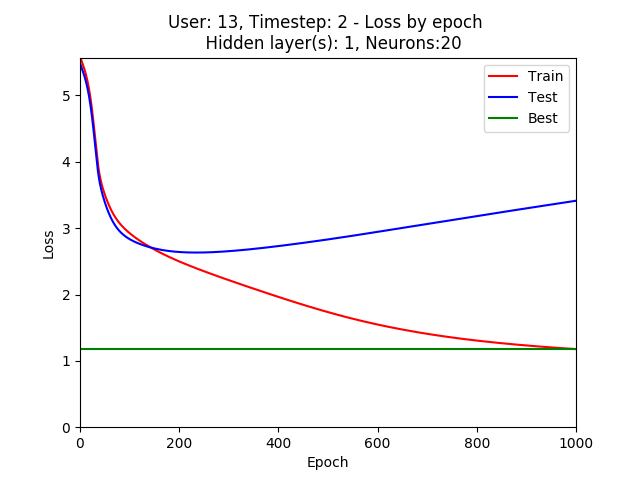 User: 13, Timestep: 2 - Loss by epoch
Hidden layer(s): 1, Neurons:20
Train
Test
Best
Loss
5
4
3
2
1
0
0 200 400 600 800 1000
Epoch